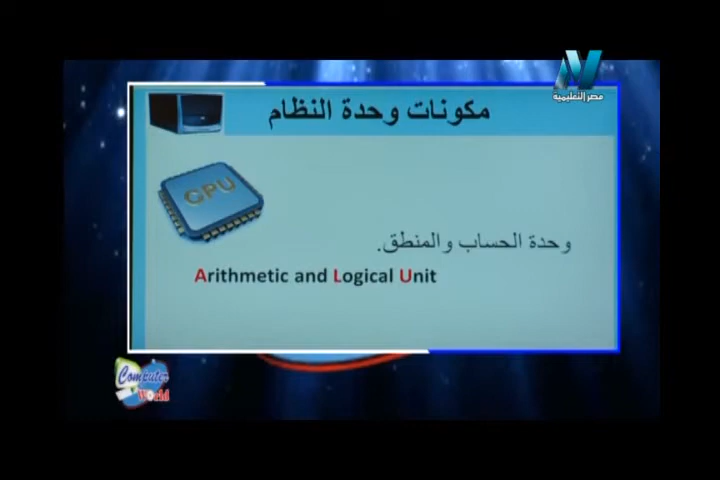 مصر التعليمية
مكونات وحدة النظام
CPU
وحدة الحساب والمنطق.
Arithmetic and Logical Unit
Computer
World